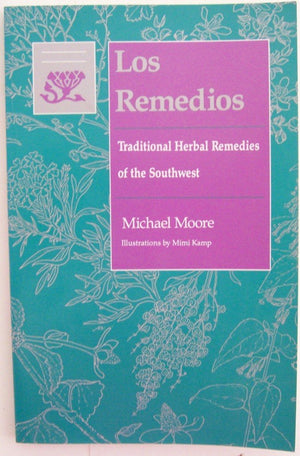 Los
Remedios
Traditional Herbal Remedies
of the Southwest
Michael Moore
Illustrations by Mimi Kamp